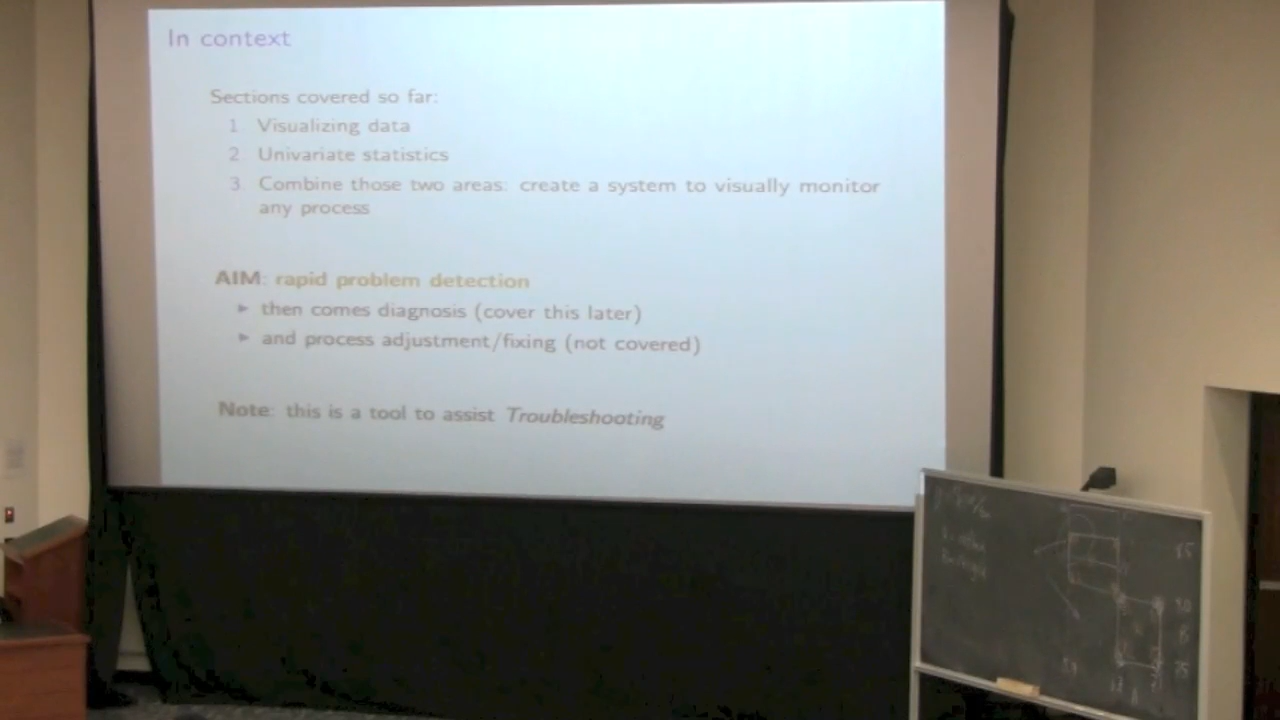 In context
Sections covered so far:
1 Visualizing data
2 Univariate statistics
3 Combine those two areas: create a system to visually monitor
any process
AIM: rapid problem detection
▶ then comes diagnosis (cover this later)
▶ and process adjustment/fixing (not covered)
Note: this is a tool to assist Troubleshooting